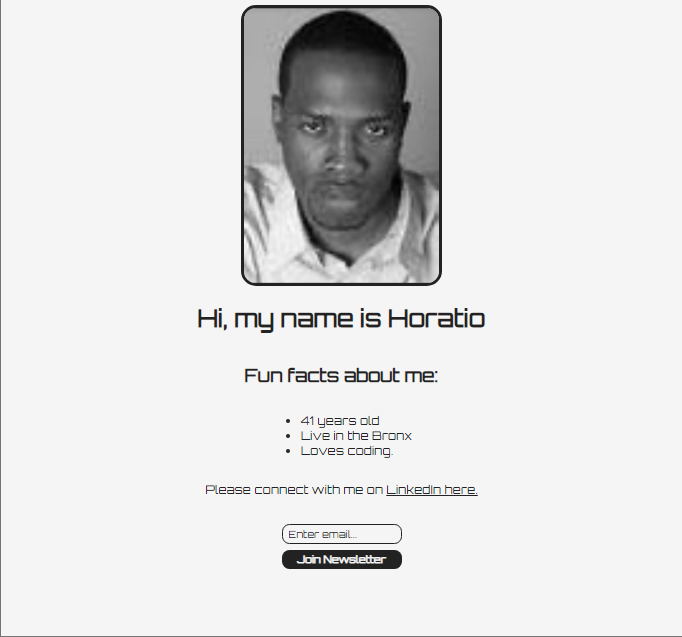 Hi, my name is Horatio
Fun facts about me:
• 41 years old
• Live in the Bronx
• Loves coding.
Please connect with me on LinkedIn here.
Enter email...
Join Newsletter